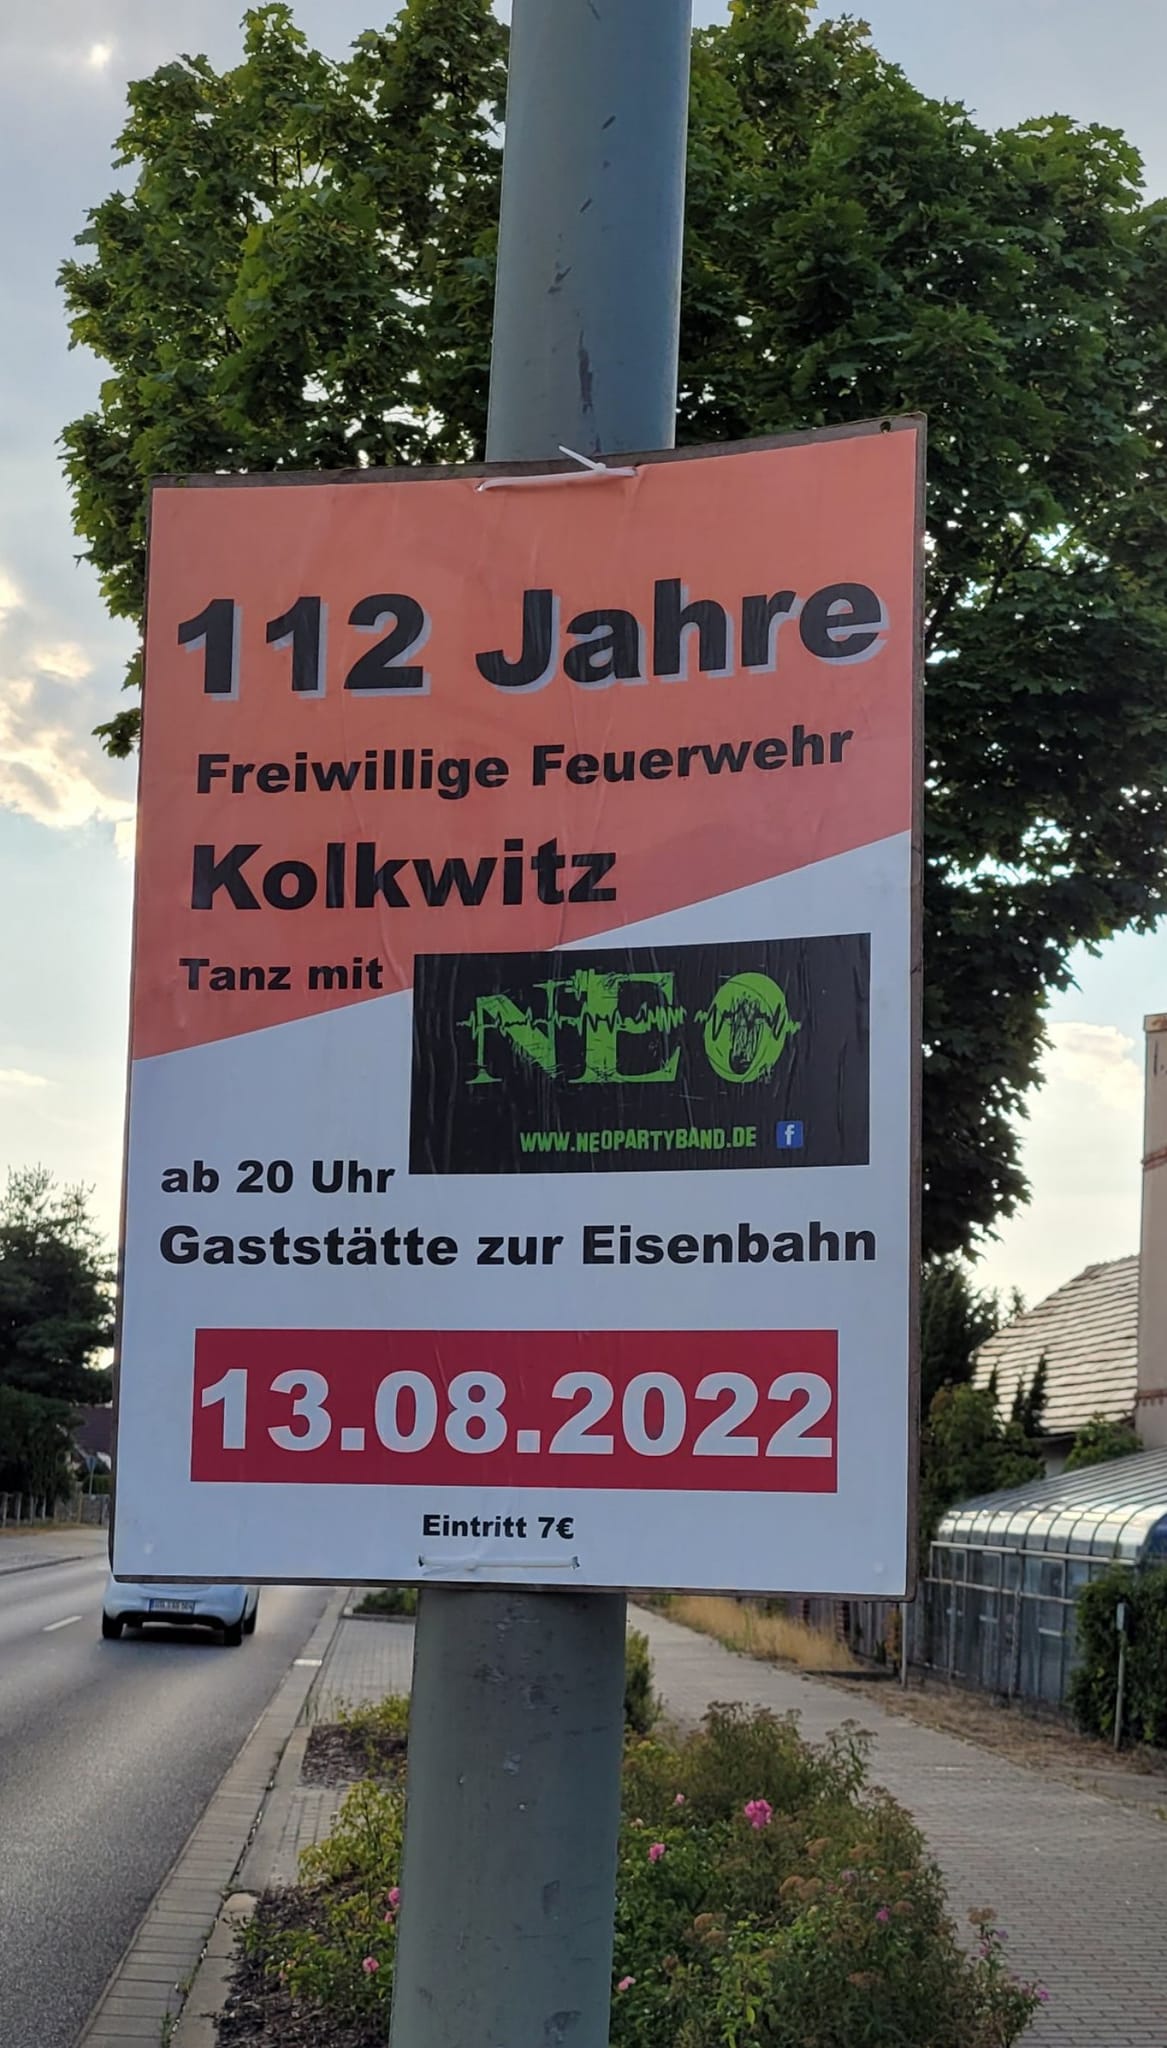 112 Jahre
Freiwillige Feuerwehr
Kolkwitz
Tanz mit
NEO
WWW.NEOPARTYBAND.DE f
ab 20 Uhr
Gaststätte zur Eisenbahn
13.08.2022
Eintritt 7€